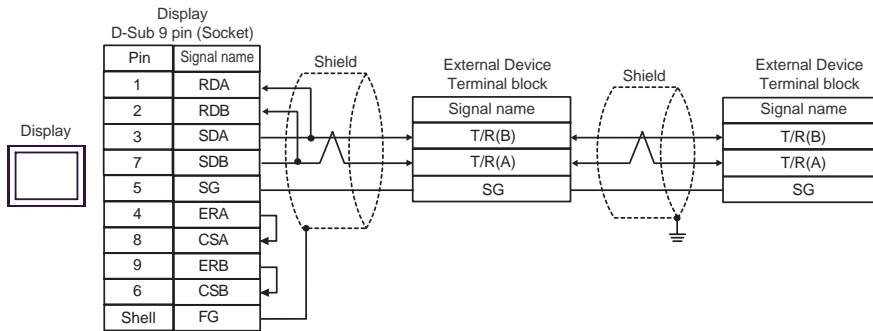 Display
D-Sub 9 pin (Socket)
Pin Signal name
1 RDA
2 RDB
3 SDA
7 SDB
5 SG
4 ERA
8 CSA
9 ERB
6 CSB
Shell FG
Display
Shield
External Device
Terminal block
Signal name
T/R(B)
T/R(A)
SG
Shield
External Device
Terminal block
Signal name
T/R(B)
T/R(A)
SG